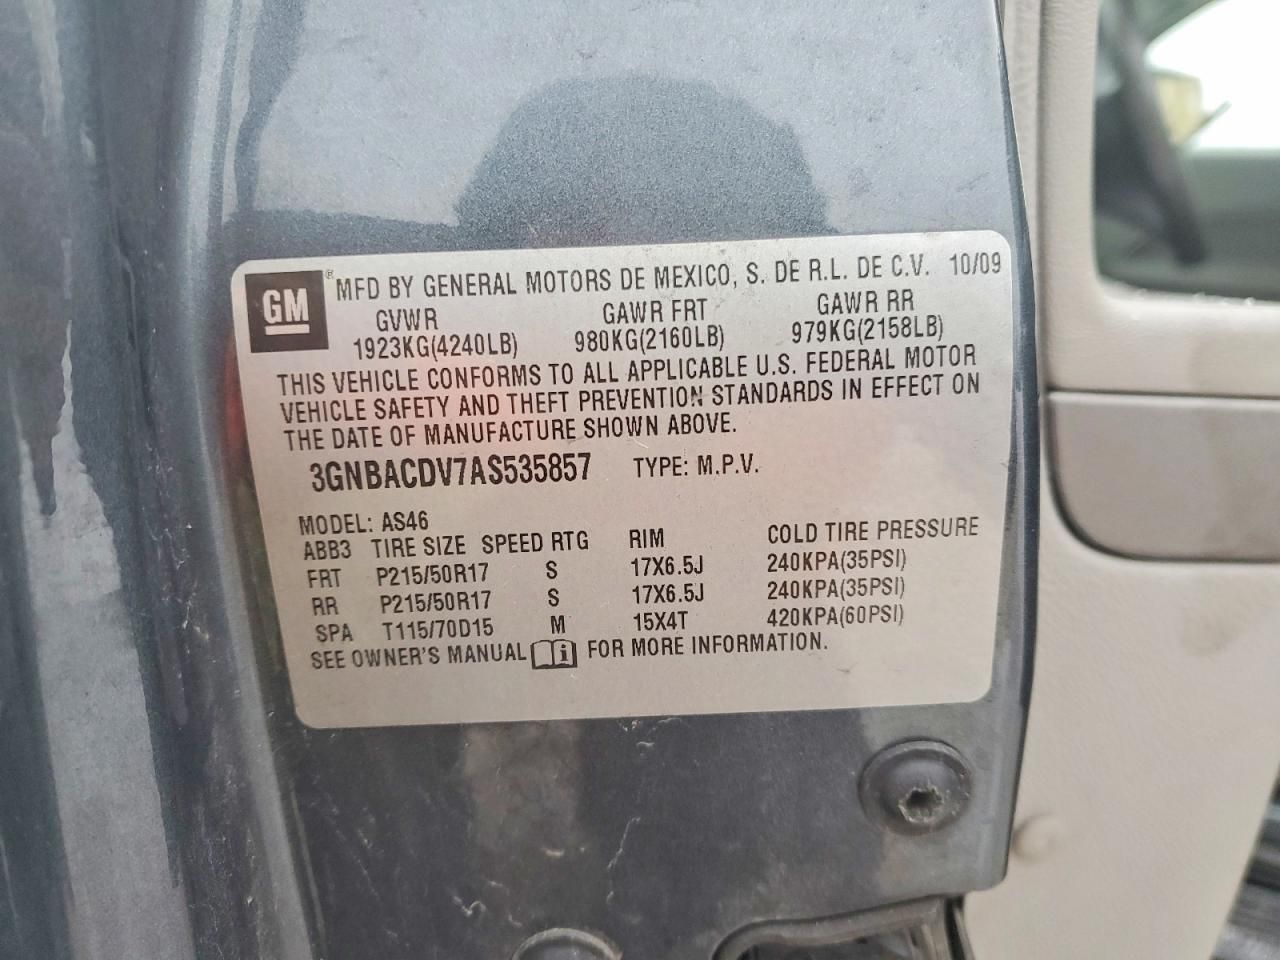 GM ® MFD BY GENERAL MOTORS DE MEXICO, S. DE R.L. DE C.V. 10/09
GVWR GAWR FRT GAWR RR
1923KG(4240LB) 980KG(2160LB) 979KG(2158LB)
THIS VEHICLE CONFORMS TO ALL APPLICABLE U.S. FEDERAL MOTOR
VEHICLE SAFETY AND THEFT PREVENTION STANDARDS IN EFFECT ON
THE DATE OF MANUFACTURE SHOWN ABOVE.
3GNBACDV7AS535857 TYPE: M.P.V.
MODEL: AS46
ABB3 TIRE SIZE SPEED RTG RIM COLD TIRE PRESSURE
FRT P215/50R17 S 17X6.5J 240KPA(35PSI)
RR P215/50R17 S 17X6.5J 240KPA(35PSI)
SPA T115/70D15 M 15X4T 420KPA(60PSI)
SEE OWNER'S MANUAL i FOR MORE INFORMATION.